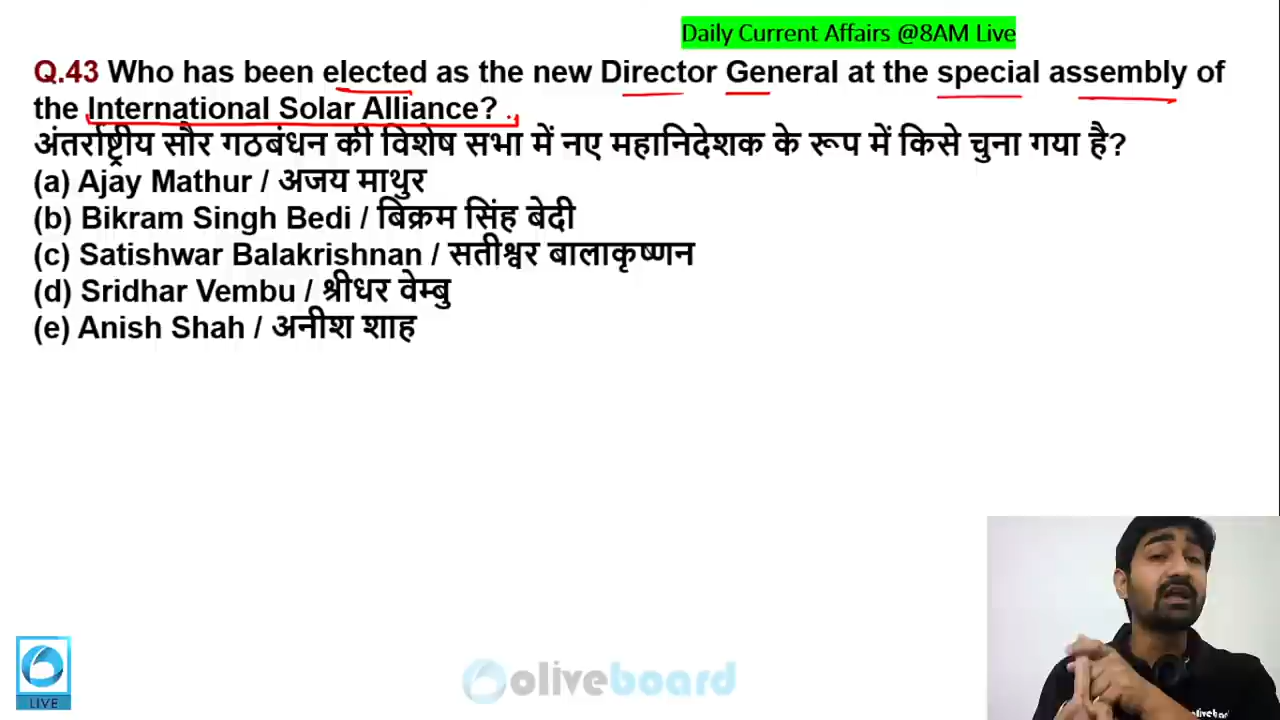 Daily Current Affairs @8AM Live
Q.43 Who has been elected as the new Director General at the special assembly of
the International Solar Alliance?
अंतर्राष्ट्रीय सौर गठबंधन की विशेष सभा में नए महानिदेशक के रूप में किसे चुना गया है?
(a) Ajay Mathur / अजय माथुर
(b) Bikram Singh Bedi / बिक्रम सिंह बेदी
(c) Satishwar Balakrishnan / सतीश्वर बालाकृष्णन
(d) Sridhar Vembu / श्रीधर वेम्बु
(e) Anish Shah / अनीश शाह
LIVE
oliveboard